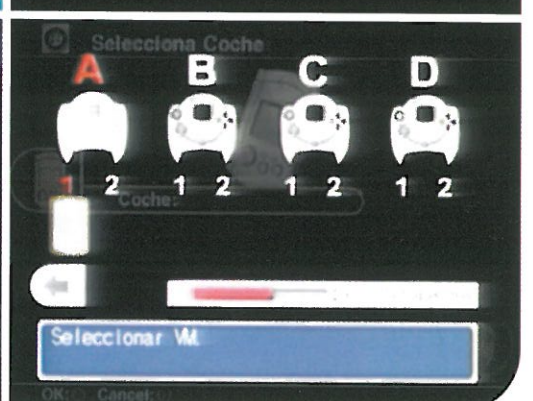 Selecciona Coche
A B C D
1 2 1 2 1 2 1 2
Coche:
Seleccionar VM.
OK: Cancel: